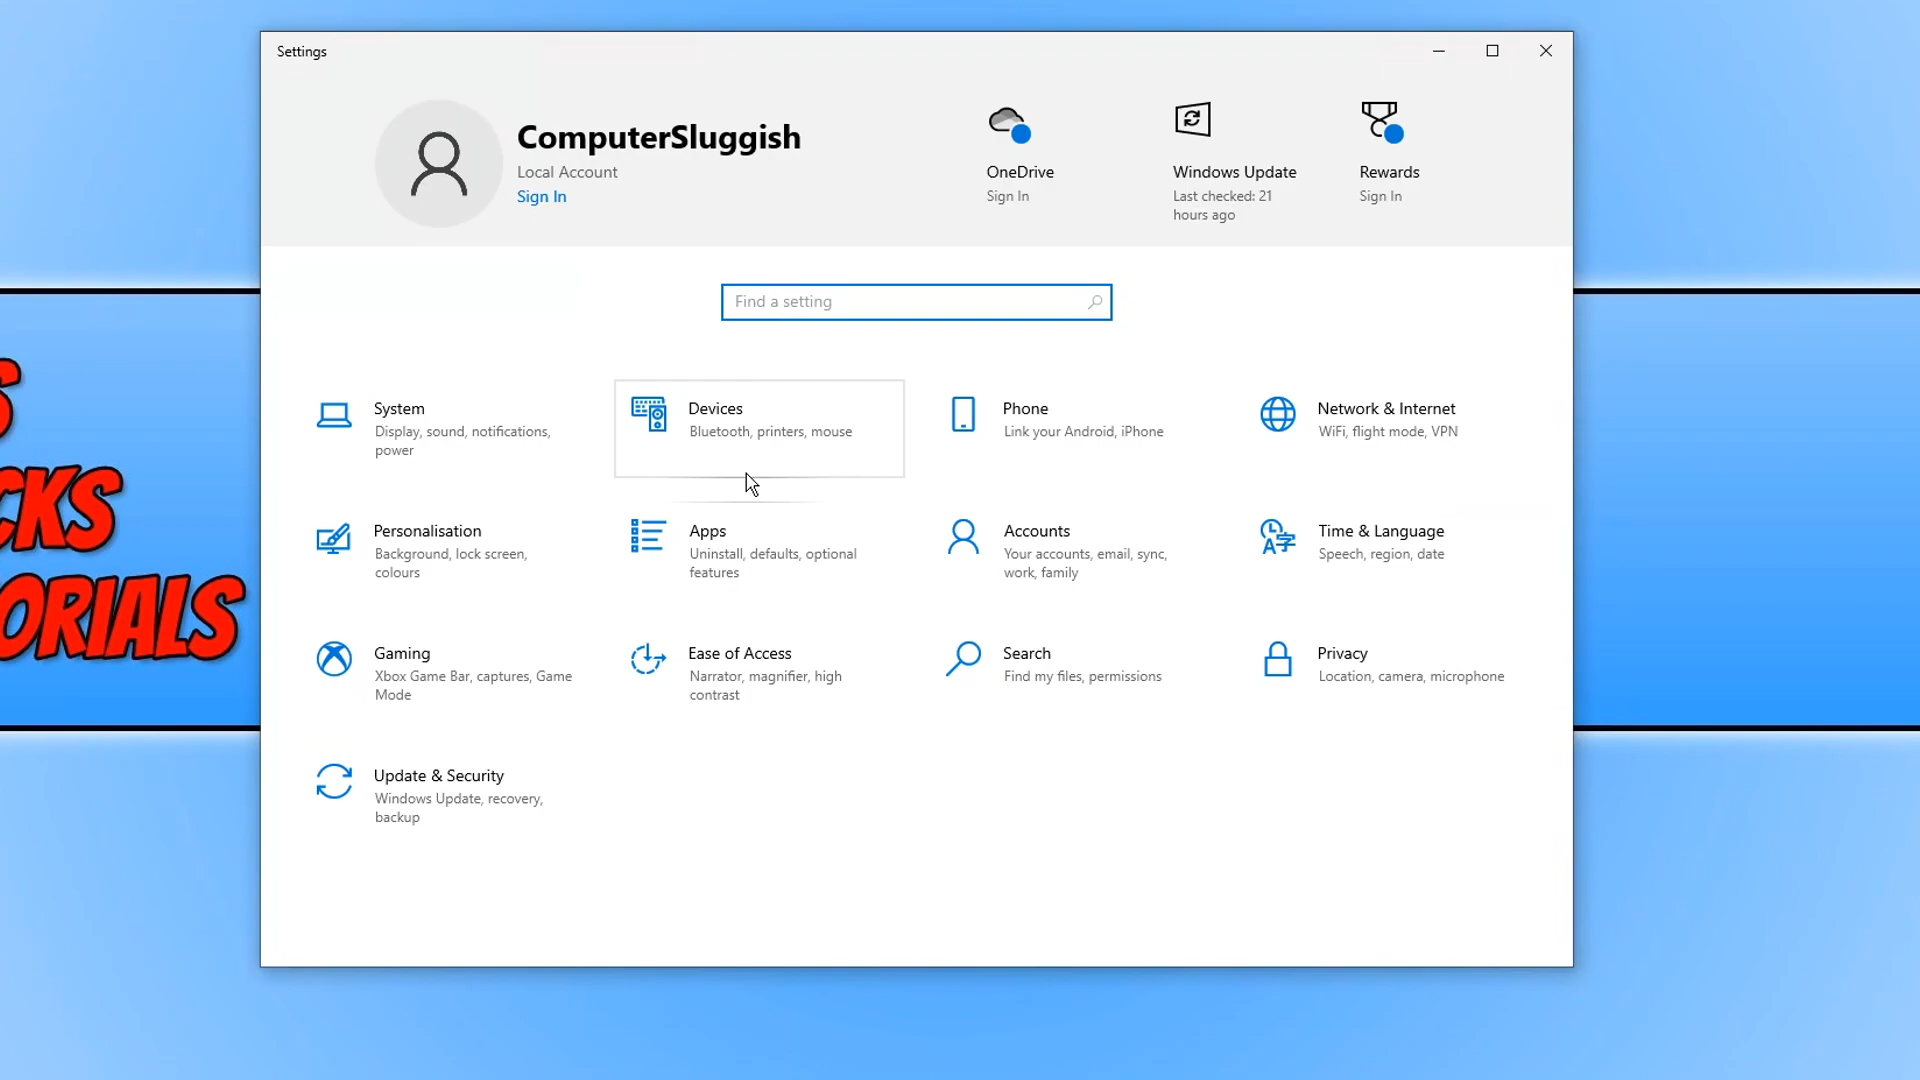 Settings
ComputerSluggish
Local Account
Sign In
OneDrive
Sign In
Windows Update
Last checked: 21
hours ago
Rewards
Sign In
Find a setting
System
Display, sound, notifications,
power
Devices
Bluetooth, printers, mouse
Phone
Link your Android, iPhone
Network & Internet
WiFi, flight mode, VPN
Personalisation
Background, lock screen,
colours
Apps
Uninstall, defaults, optional
features
Accounts
Your accounts, email, sync,
work, family
Time & Language
Speech, region, date
Gaming
Xbox Game Bar, captures, Game
Mode
Ease of Access
Narrator, magnifier, high
contrast
Search
Find my files, permissions
Privacy
Location, camera, microphone
Update & Security
Windows Update, recovery,
backup
S
CKS
ORIALS